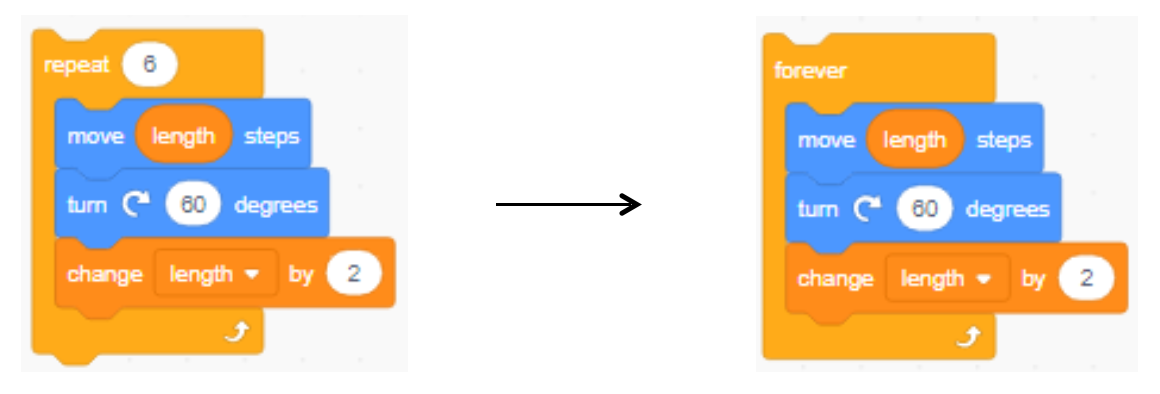 repeat 6
move length steps
turn 60 degrees
change length by 2
forever
move length steps
turn 60 degrees
change length by 2